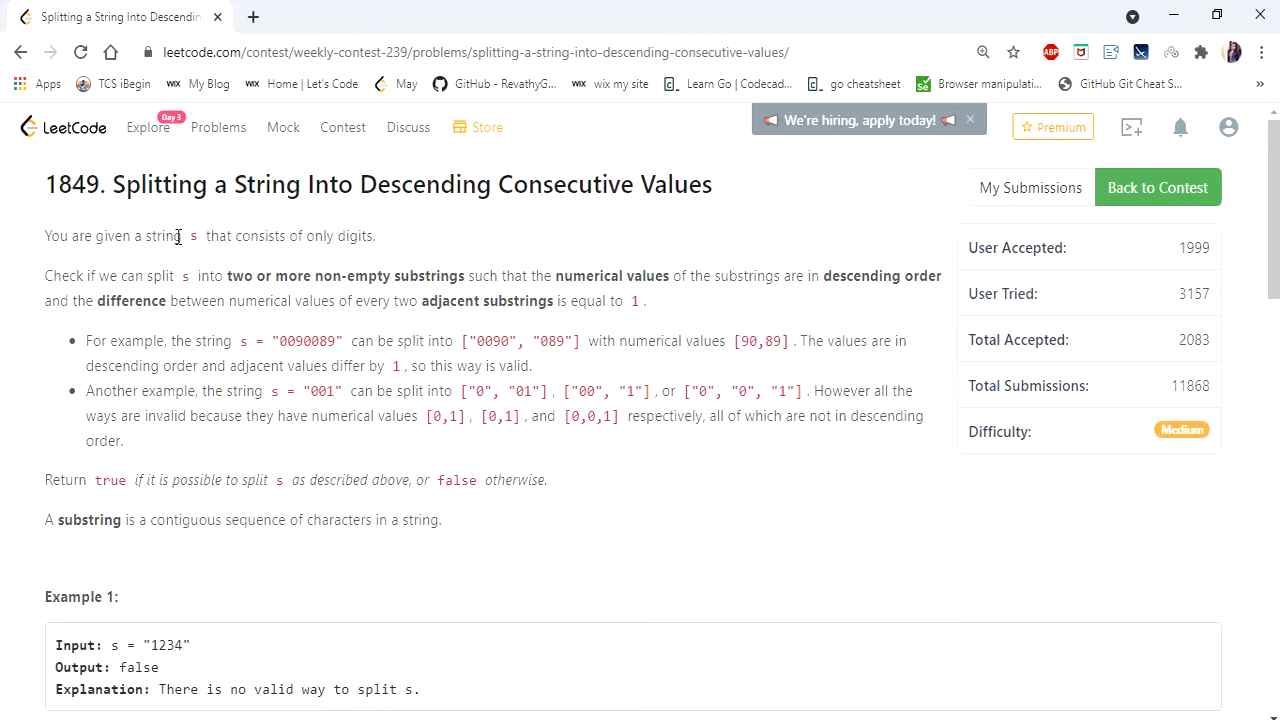 Splitting a String Into Descendin
leetcode.com/contest/weekly-contest-239/problems/splitting-a-string-into-descending-consecutive-values/
ABP
Apps TCS iBegin WIX My Blog WIX Home | Let's Code May GitHub - RevathyG... WIX wix my site Learn Go | Codecad... go cheatsheet Browser manipulati... GitHub Git Cheat S... »
LeetCode Explore Day 3 Problems Mock Contest Discuss Store We're hiring, apply today! Premium
1849. Splitting a String Into Descending Consecutive Values
My Submissions Back to Contest
You are given a string s that consists of only digits.
Check if we can split s into two or more non-empty substrings such that the numerical values of the substrings are in descending order
and the difference between numerical values of every two adjacent substrings is equal to 1.
• For example, the string s = "0090089" can be split into ["0090", "089"] with numerical values [90,89]. The values are in
descending order and adjacent values differ by 1, so this way is valid.
• Another example, the string s = "001" can be split into ["0", "01"], ["00", "1"], or ["0", "0", "1"]. However all the
ways are invalid because they have numerical values [0,1], [0,1], and [0,0,1] respectively, all of which are not in descending
order.
Return true if it is possible to split s as described above, or false otherwise.
A substring is a contiguous sequence of characters in a string.
User Accepted: 1999
User Tried: 3157
Total Accepted: 2083
Total Submissions: 11868
Difficulty: Medium
Example 1:
Input: s = "1234"
Output: false
Explanation: There is no valid way to split s.